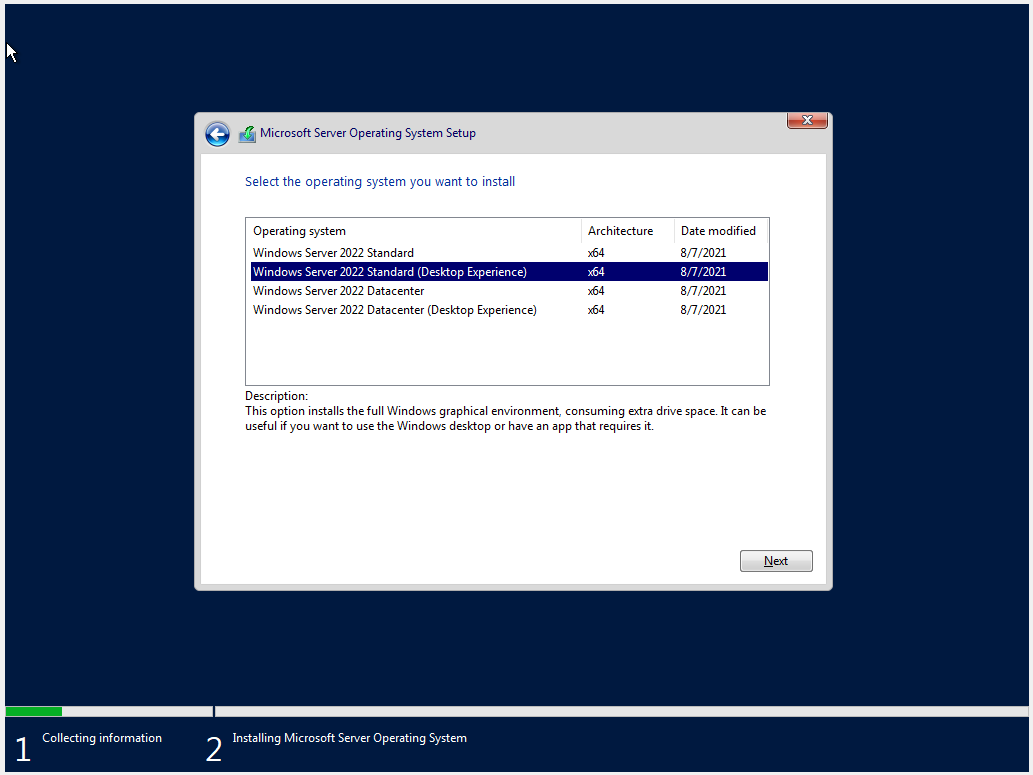 Microsoft Server Operating System Setup
Select the operating system you want to install
Operating system Architecture Date modified
Windows Server 2022 Standard x64 8/7/2021
Windows Server 2022 Standard (Desktop Experience) x64 8/7/2021
Windows Server 2022 Datacenter x64 8/7/2021
Windows Server 2022 Datacenter (Desktop Experience) x64 8/7/2021
Description:
This option installs the full Windows graphical environment, consuming extra drive space. It can be
useful if you want to use the Windows desktop or have an app that requires it.
Next
1 Collecting information 2 Installing Microsoft Server Operating System